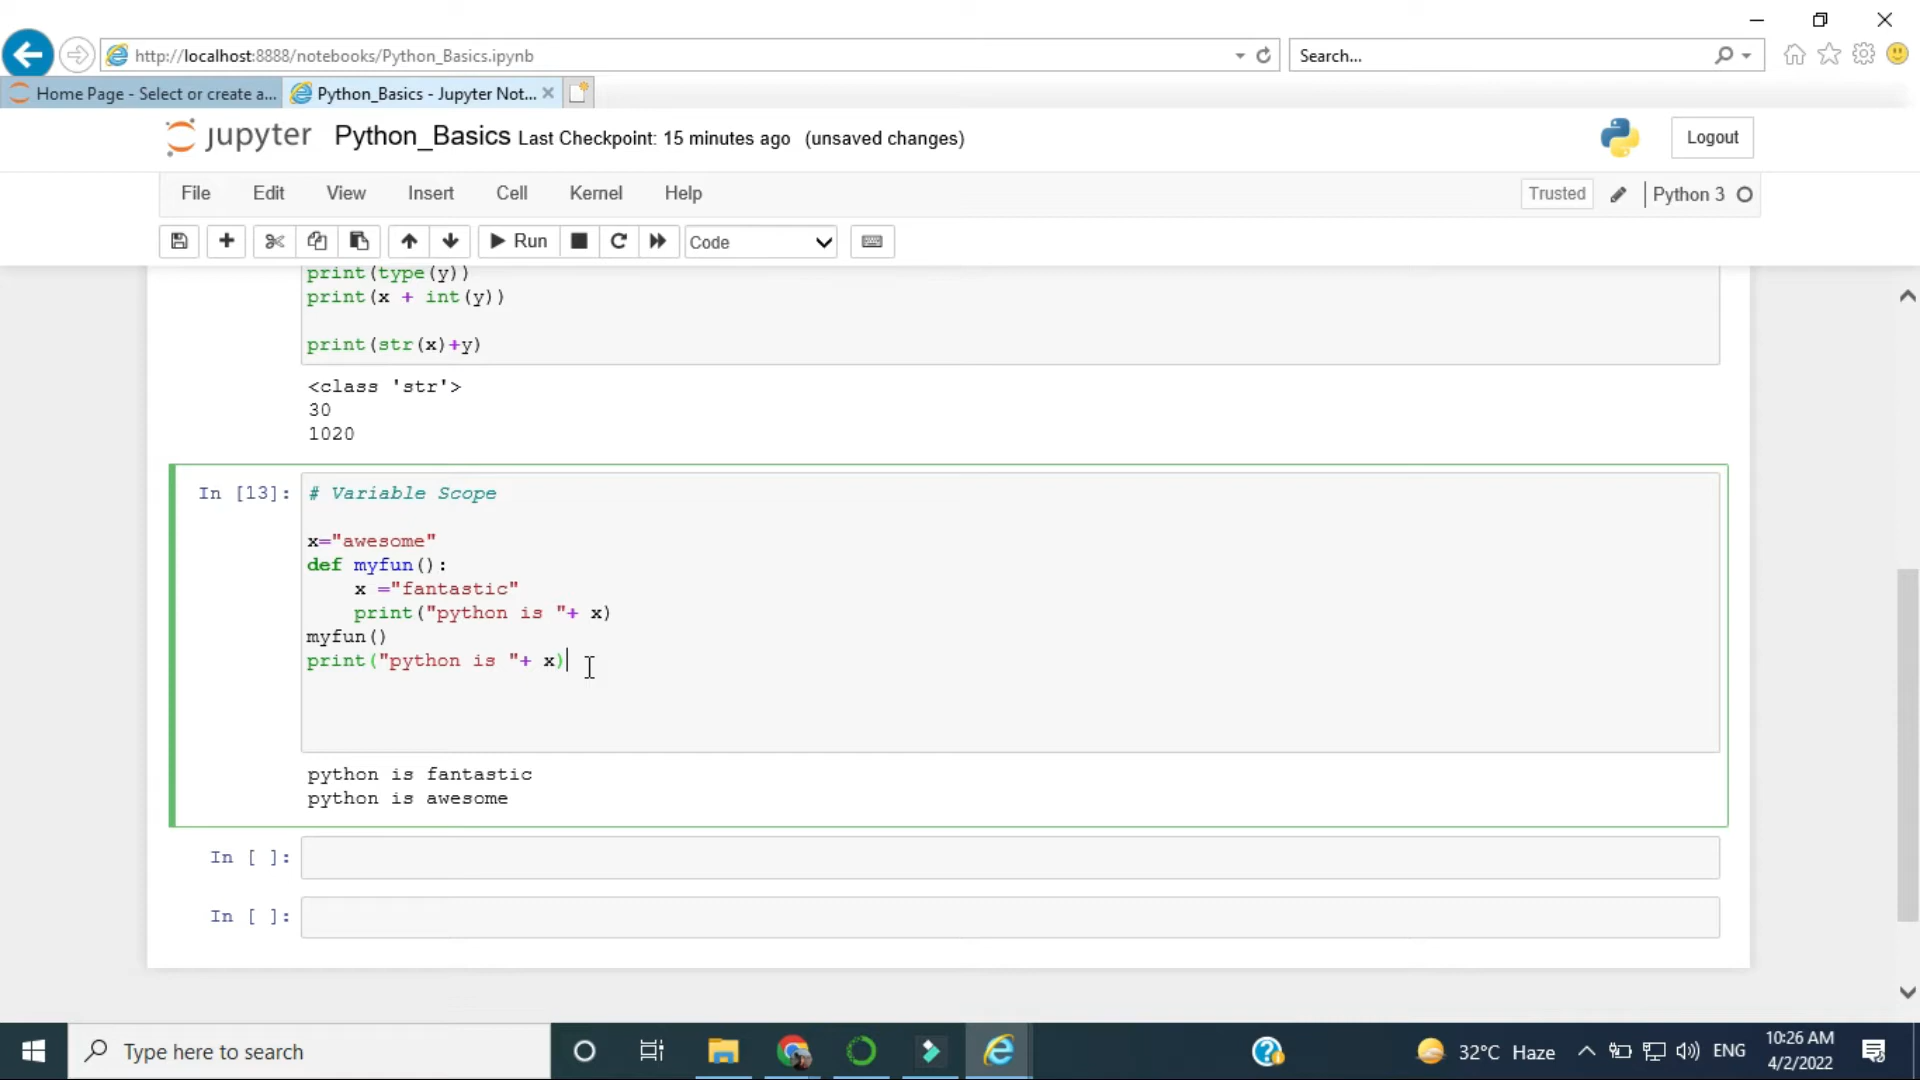 http://localhost:8888/notebooks/Python_Basics.ipynb
Search...
Home Page - Select or create a...
Python_Basics - Jupyter Not...
jupyter Python_Basics Last Checkpoint: 15 minutes ago (unsaved changes)
Logout
File Edit View Insert Cell Kernel Help
Trusted
Python 3
Run
Code
print(type(y))
print(x + int(y))
print(str(x)+y)
<class 'str'>
30
1020
In [13]:
# Variable Scope
x="awesome"
def myfun():
    x ="fantastic"
    print("python is "+ x)
myfun()
print("python is "+ x)
python is fantastic
python is awesome
In [ ]:
In [ ]:
Type here to search
32°C Haze
ENG
10:26 AM
4/2/2022